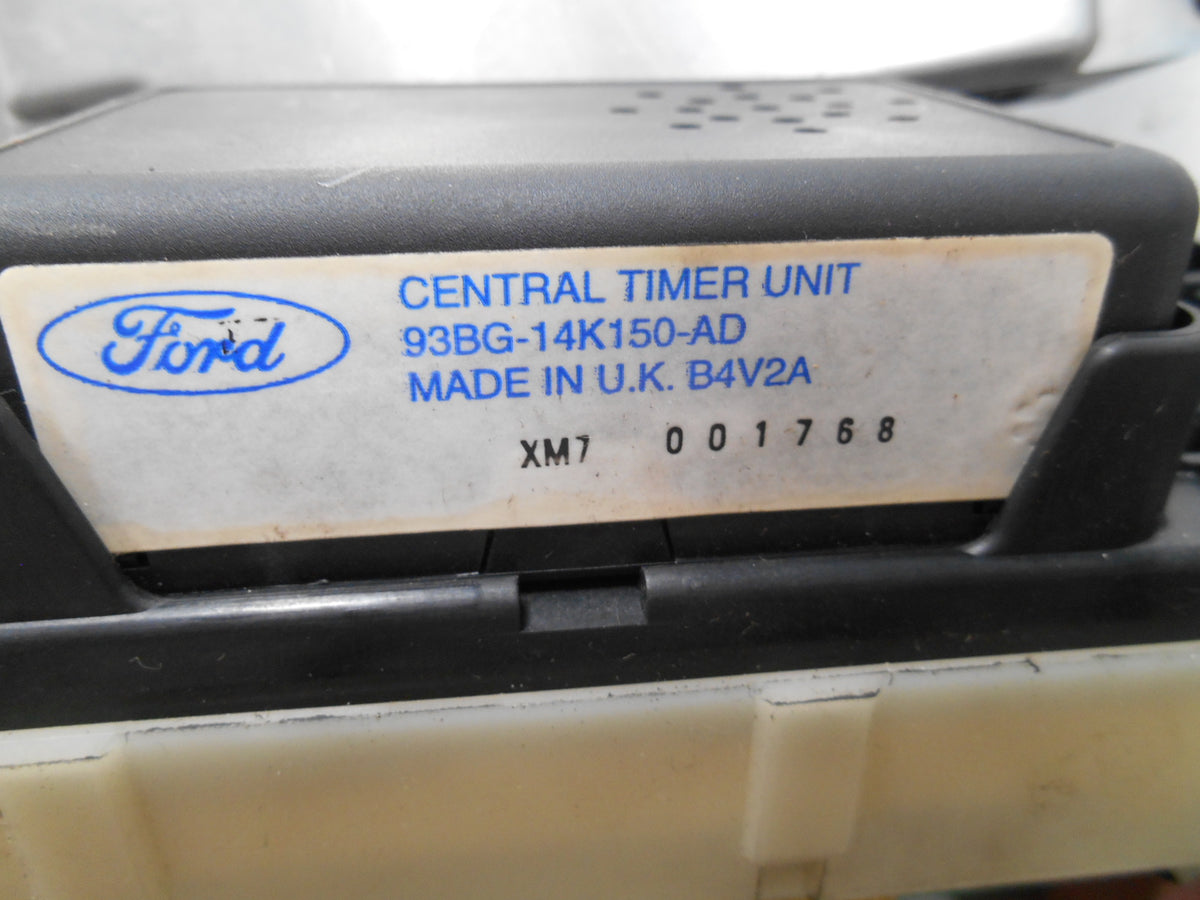 Ford
CENTRAL TIMER UNIT
93BG-14K150-AD
MADE IN U.K. B4V2A
XM7 001768